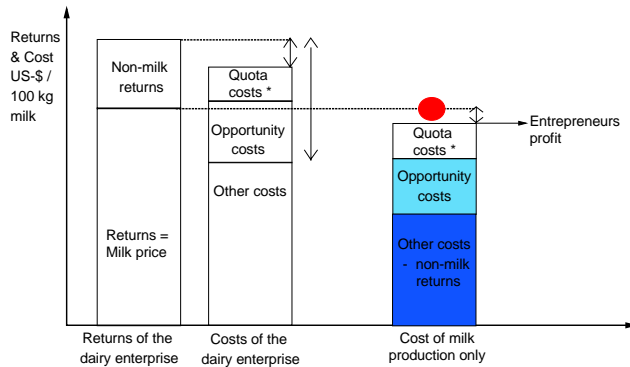 Returns
& Cost
US-$ /
100 kg
milk
Non-milk
returns
Returns =
Milk price
Quota
costs *
Opportunity
costs
Other costs
Quota
costs *
Opportunity
costs
Other costs
- non-milk
returns
Entrepreneurs
profit
Returns of the
dairy enterprise
Costs of the
dairy enterprise
Cost of milk
production only